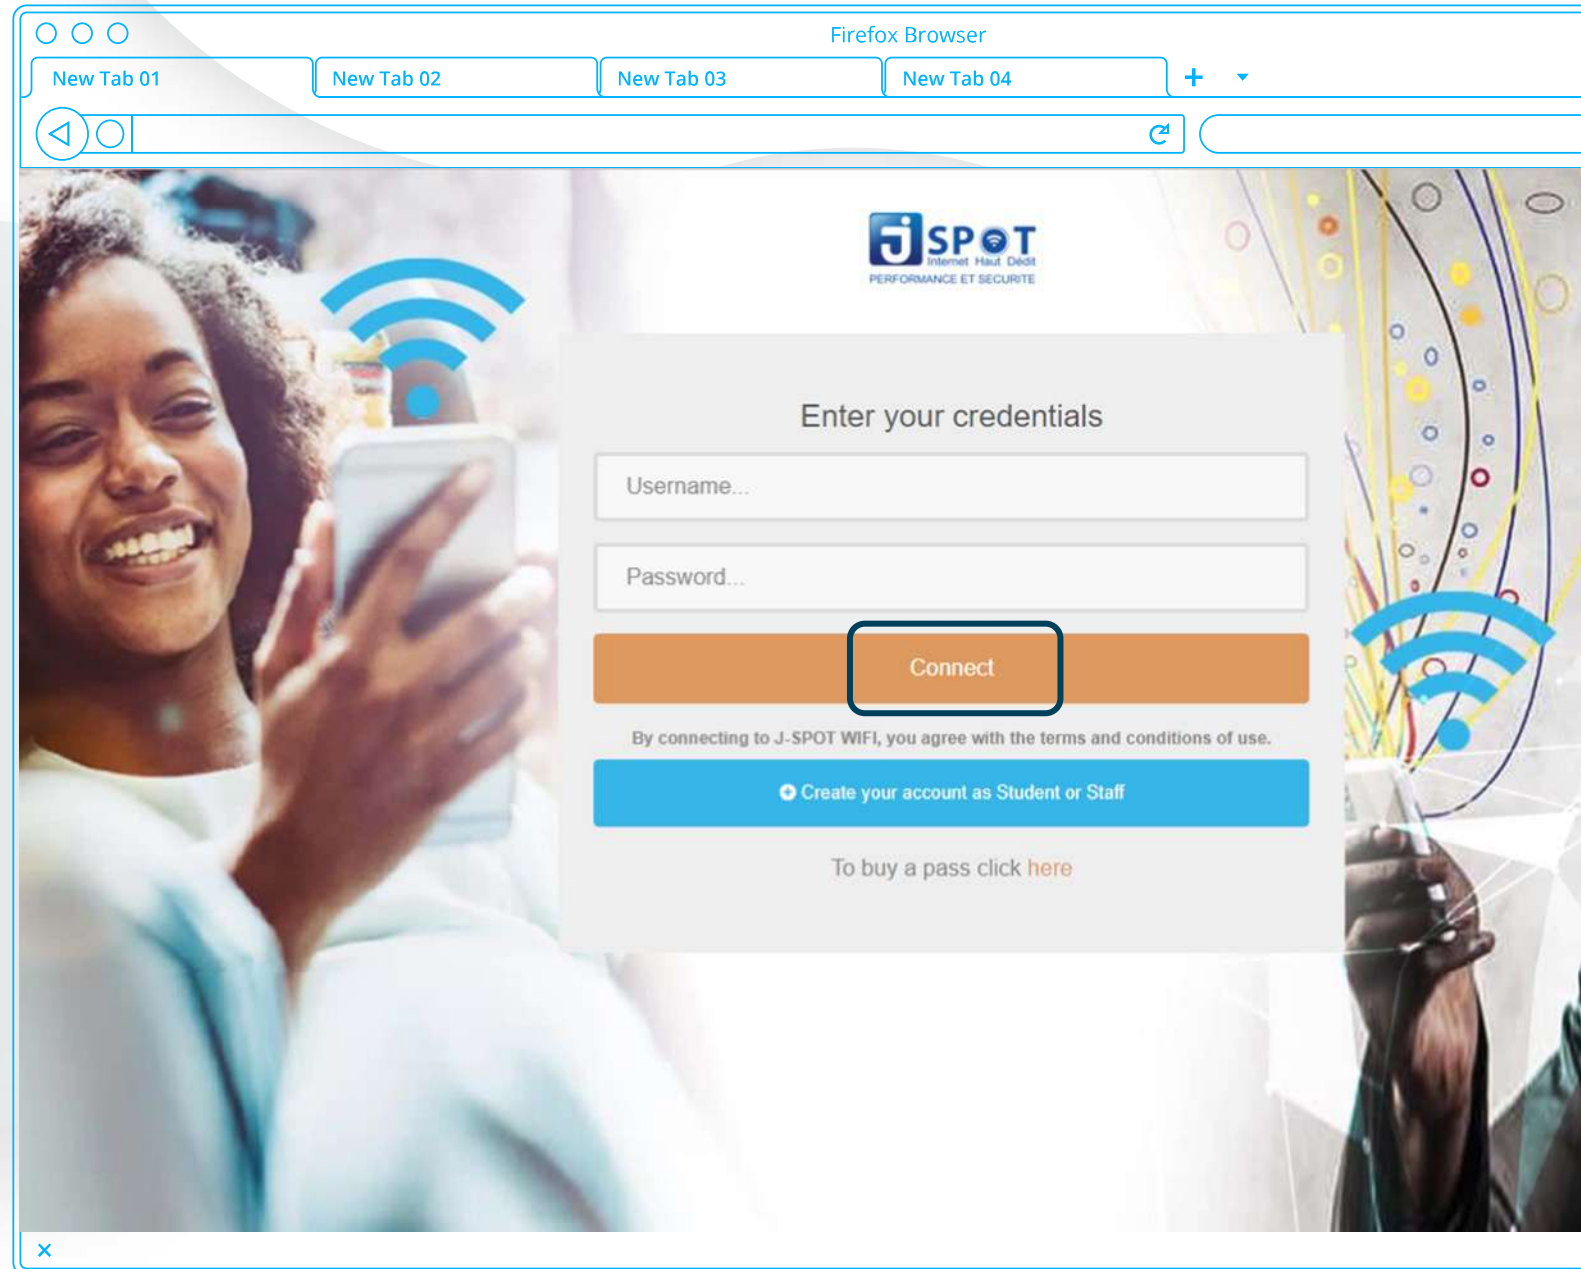 Firefox Browser
New Tab 01
New Tab 02
New Tab 03
New Tab 04
J SPOT
Internet Haut Dédit
PERFORMANCE ET SECURITE
Enter your credentials
Username...
Password...
Connect
By connecting to J-SPOT WIFI, you agree with the terms and conditions of use.
Create your account as Student or Staff
To buy a pass click here